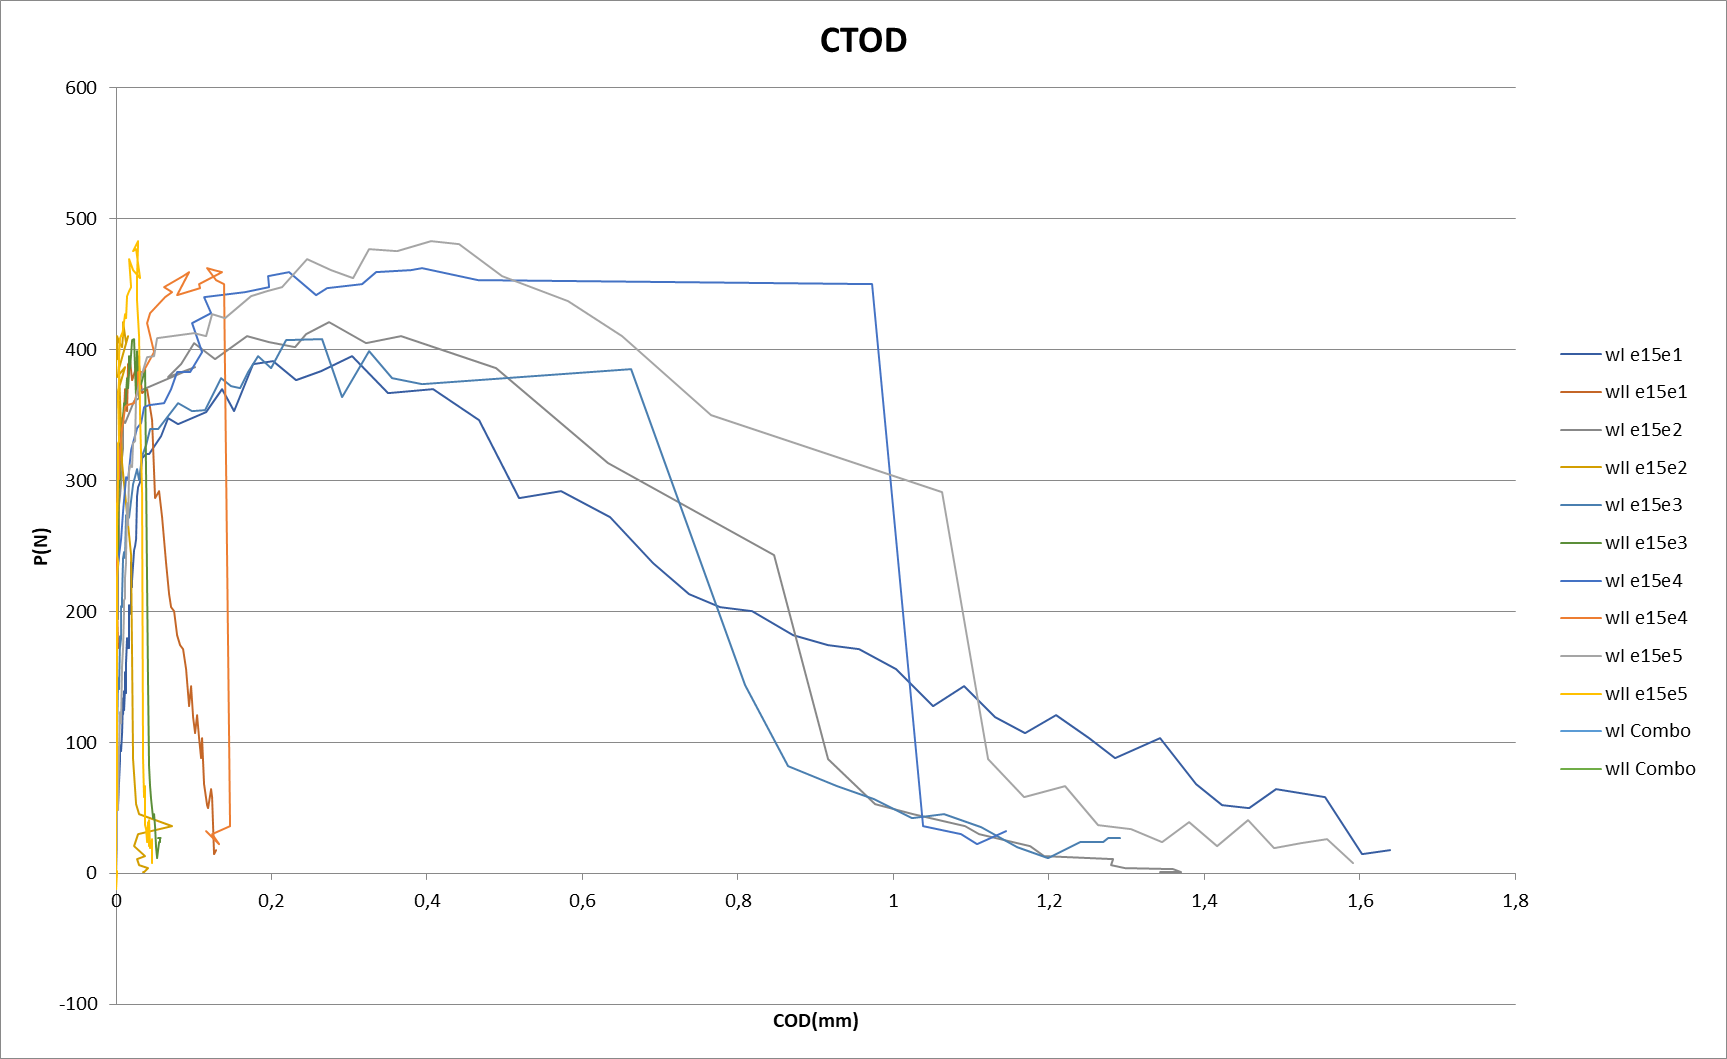 CTOD
600
500
400
300
200
100
0
-100
0
0,2
0,4
0,6
0,8
1
1,2
1,4
1,6
1,8
P(N)
COD(mm)
wI e15e1
wII e15e1
wI e15e2
wII e15e2
wI e15e3
wII e15e3
wI e15e4
wII e15e4
wI e15e5
wII e15e5
wI Combo
wII Combo